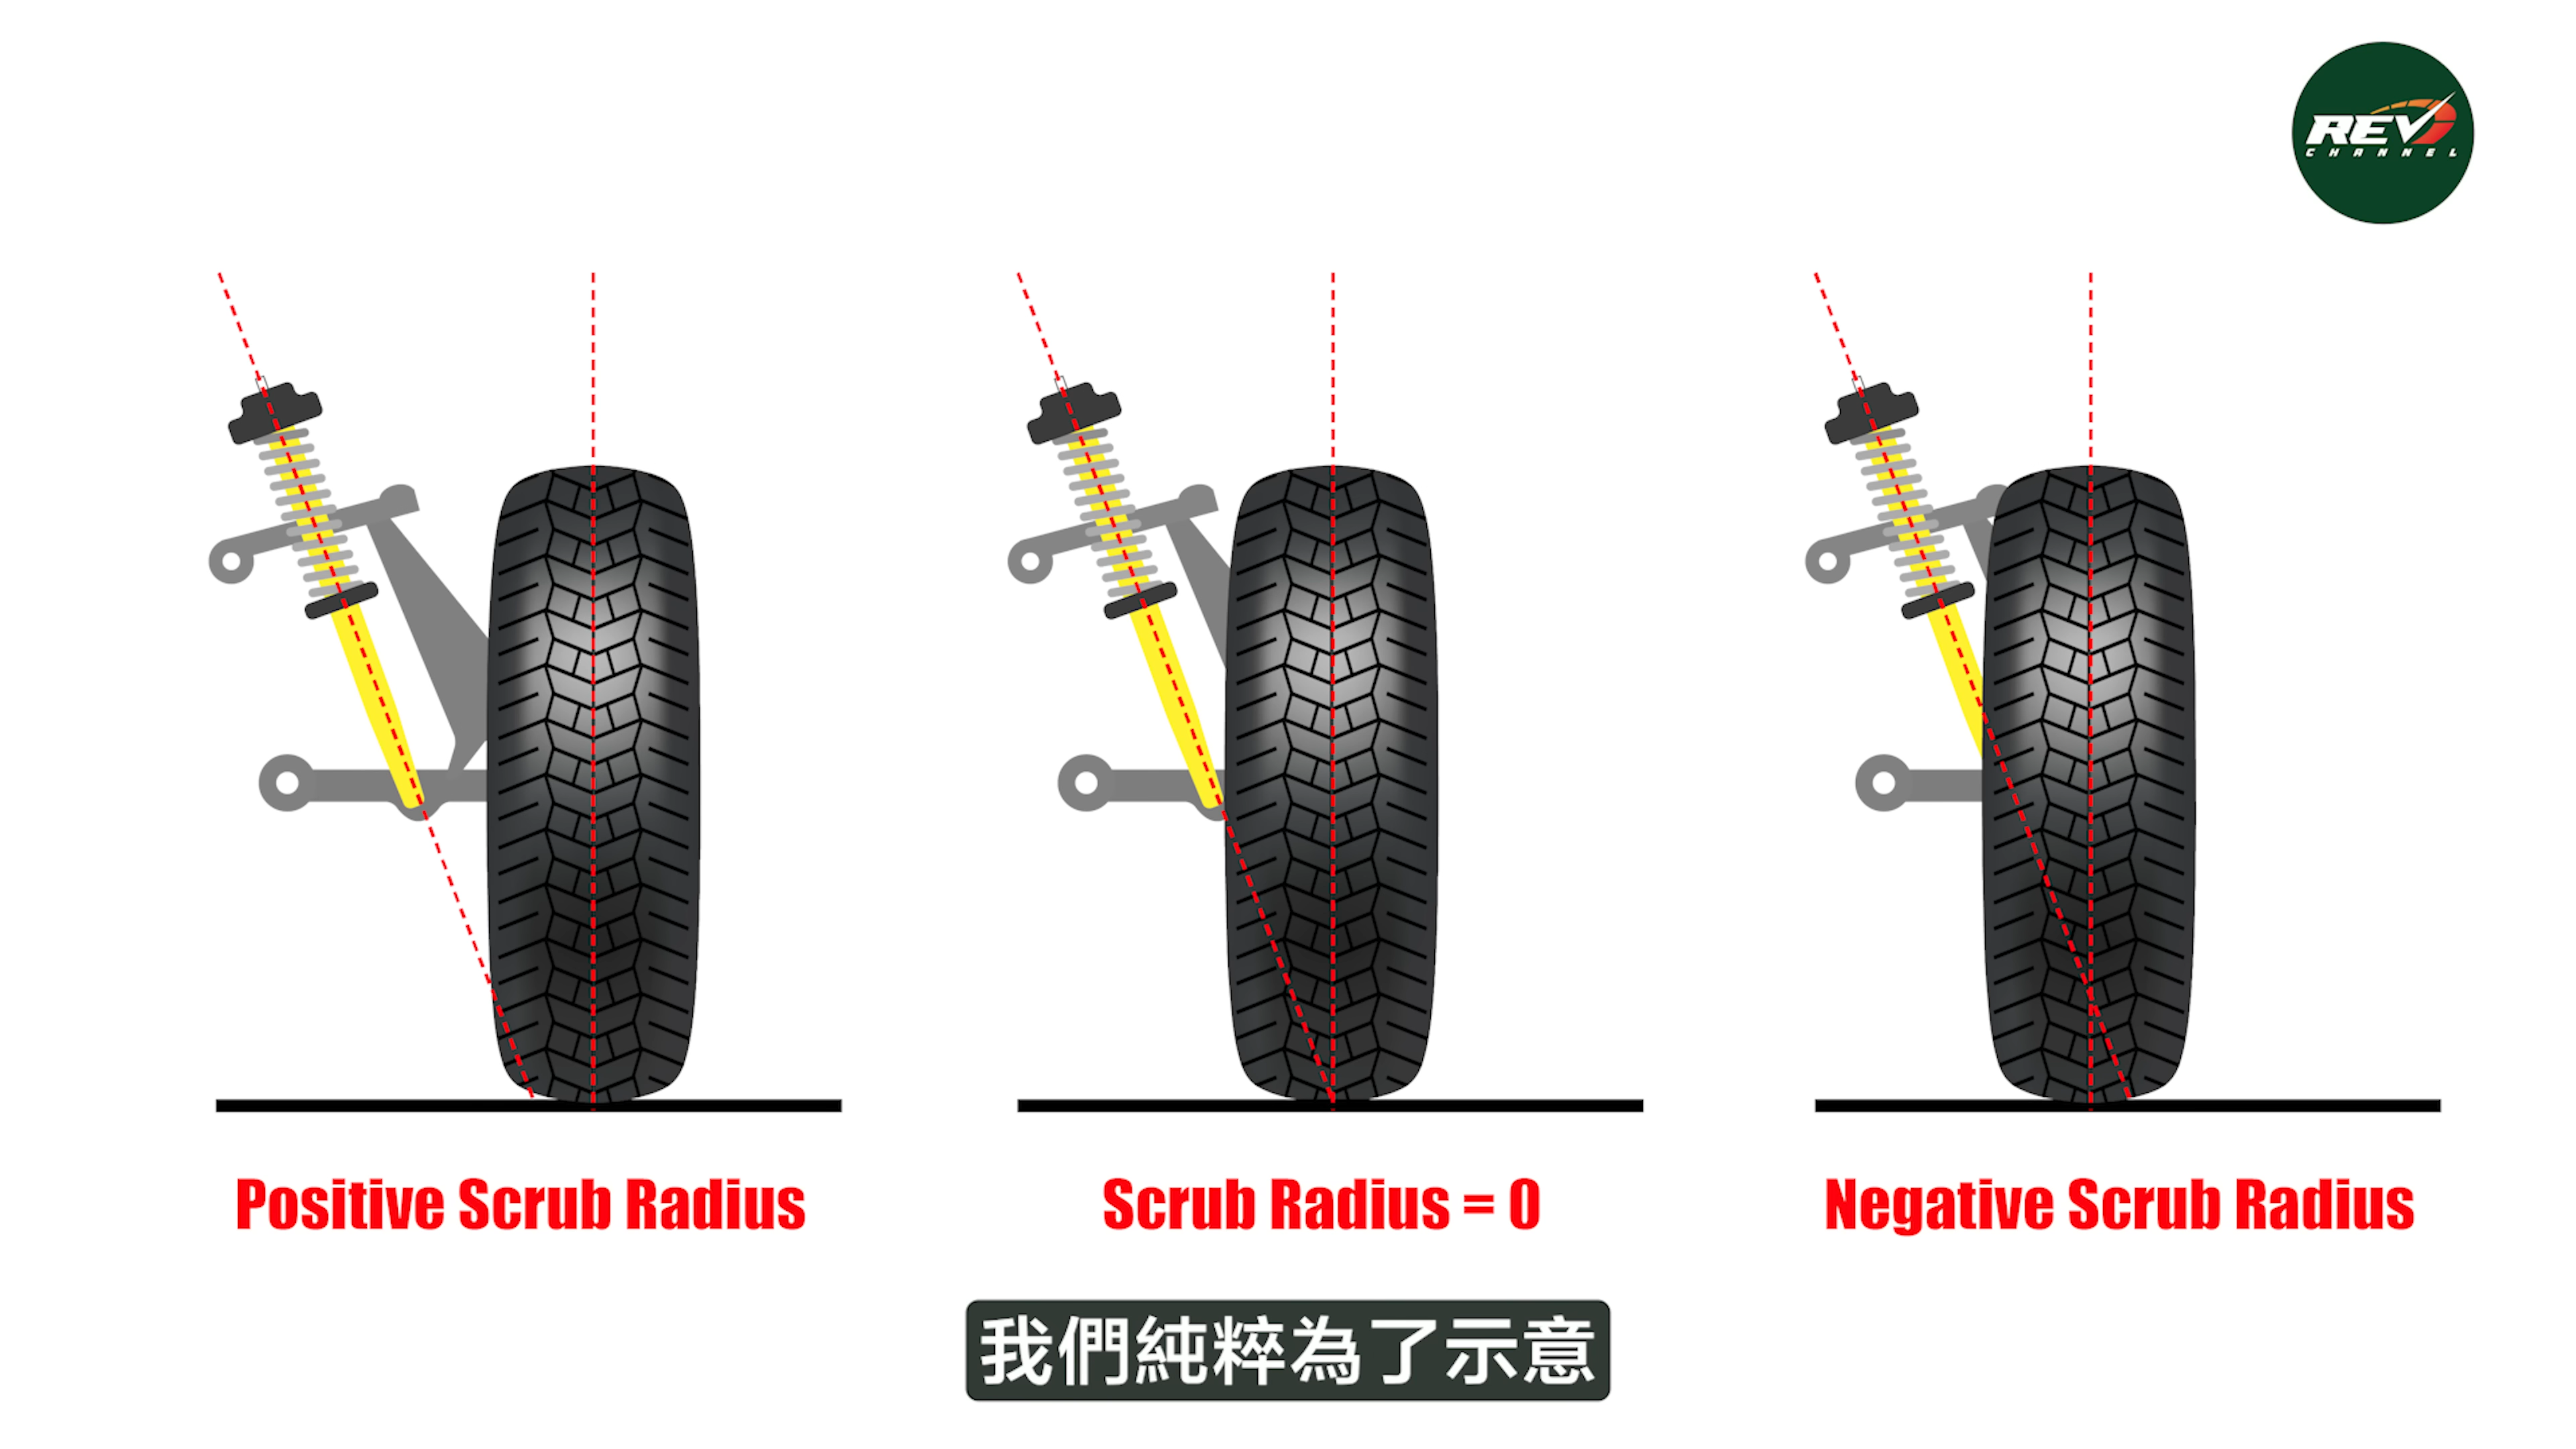 REV
CHANNEL
Positive Scrub Radius
Scrub Radius = 0
Negative Scrub Radius
我們純粹為了示意